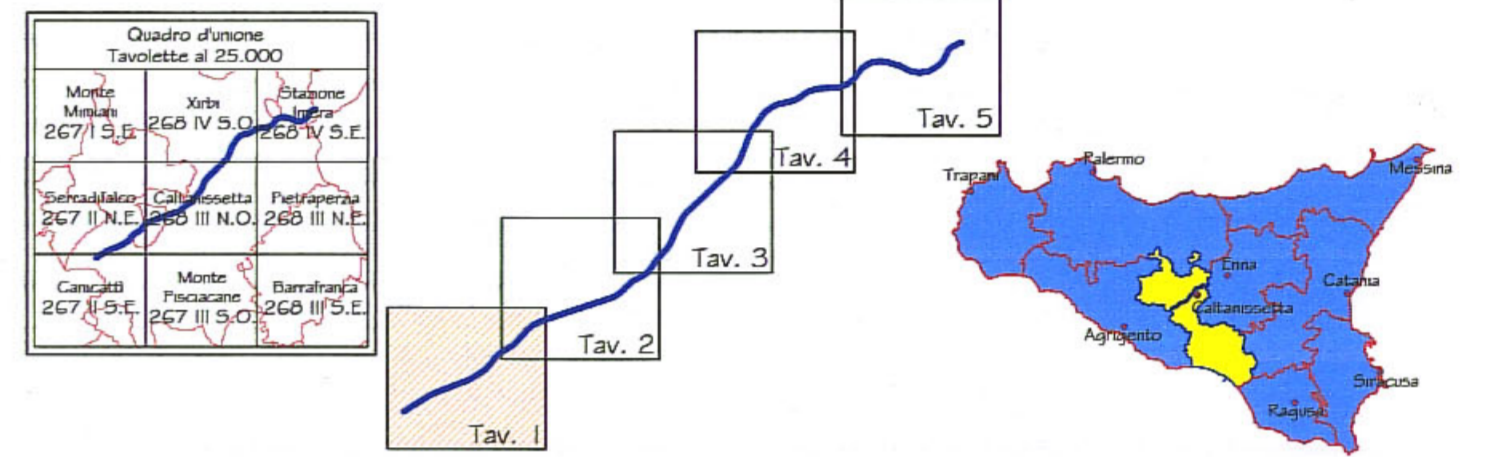 Quadro d'unione
Tavolette al 25.000
Monte
Mimiani
267 I S.E.
Xirbi
268 IV S.O.
Stazione
Imera
268 IV S.E.
Serradifalco
267 II N.E.
Caltanissetta
268 III N.O.
Pietraperzia
268 III N.E.
Canicattì
267 II S.E.
Monte
Pisciacane
267 III S.O.
Barrafranca
268 III S.E.
Tav. 1
Tav. 2
Tav. 3
Tav. 4
Tav. 5
Trapani
Palermo
Messina
Enna
Catania
Caltanissetta
Agrigento
Siracusa
Ragusa